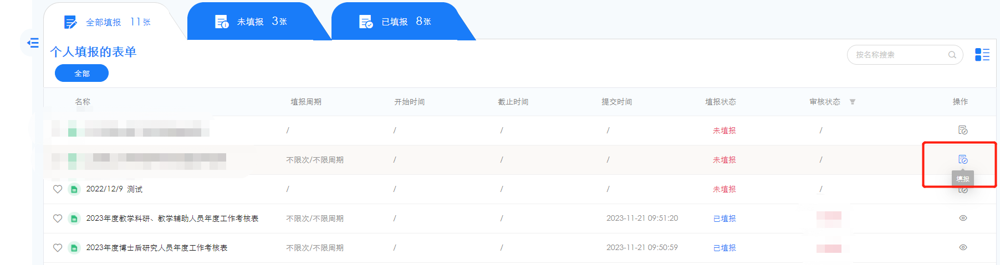 全部填报 11张 未填报 3张 已填报 8张
个人填报的表单 按名称搜索
全部
名称 填报周期 开始时间 截止时间 提交时间 填报状态 审核状态 操作
/ / / / 未填报 /
不限次/不限周期 / / / 未填报 /
填报
2022/12/9 测试 / / / / 未填报 /
2023年度教学科研、教学辅助人员年度工作考核表 不限次/不限周期 / / 2023-11-21 09:51:20 已填报
2023年度博士后研究人员年度工作考核表 不限次/不限周期 / / 2023-11-21 09:50:59 已填报